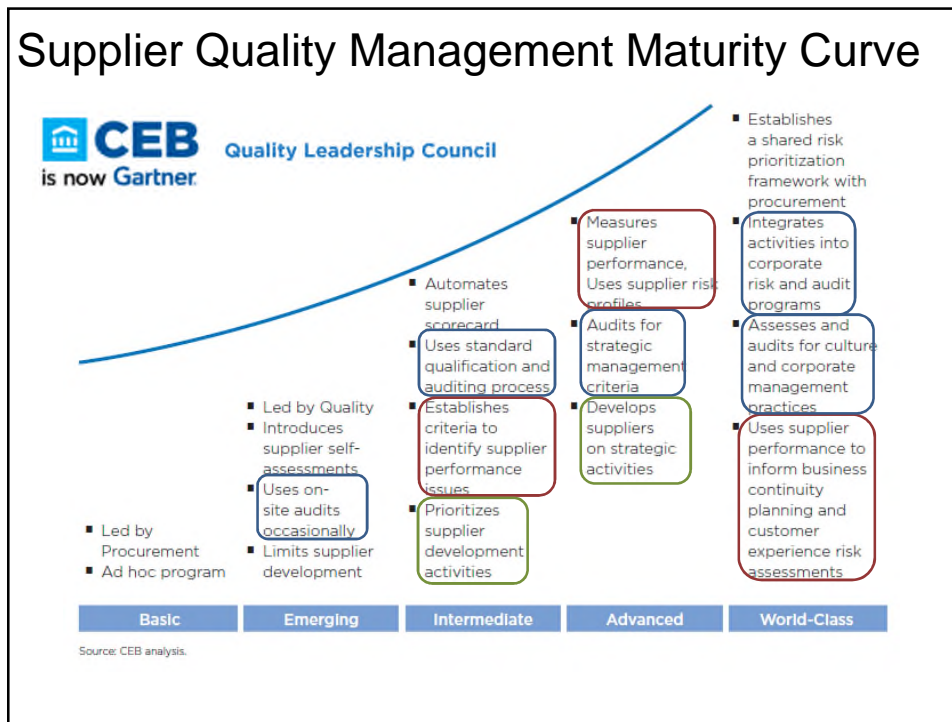 Supplier Quality Management Maturity Curve
CEB
is now Gartner.
Quality Leadership Council
▪ Led by
Procurement
▪ Ad hoc program
▪ Led by Quality
▪ Introduces
supplier self-
assessments
▪ Uses on-
site audits
occasionally
▪ Limits supplier
development
▪ Automates
supplier
scorecard
▪ Uses standard
qualification and
auditing process
▪ Establishes
criteria to
identify supplier
performance
issues
▪ Prioritizes
supplier
development
activities
▪ Measures
supplier
performance,
Uses supplier risk
profiles
▪ Audits for
strategic
management
criteria
▪ Develops
suppliers
on strategic
activities
▪ Establishes
a shared risk
prioritization
framework with
procurement
▪ Integrates
activities into
corporate
risk and audit
programs
▪ Assesses and
audits for culture
and corporate
management
practices
▪ Uses supplier
performance to
inform business
continuity
planning and
customer
experience risk
assessments
Basic
Emerging
Intermediate
Advanced
World-Class
Source: CEB analysis.